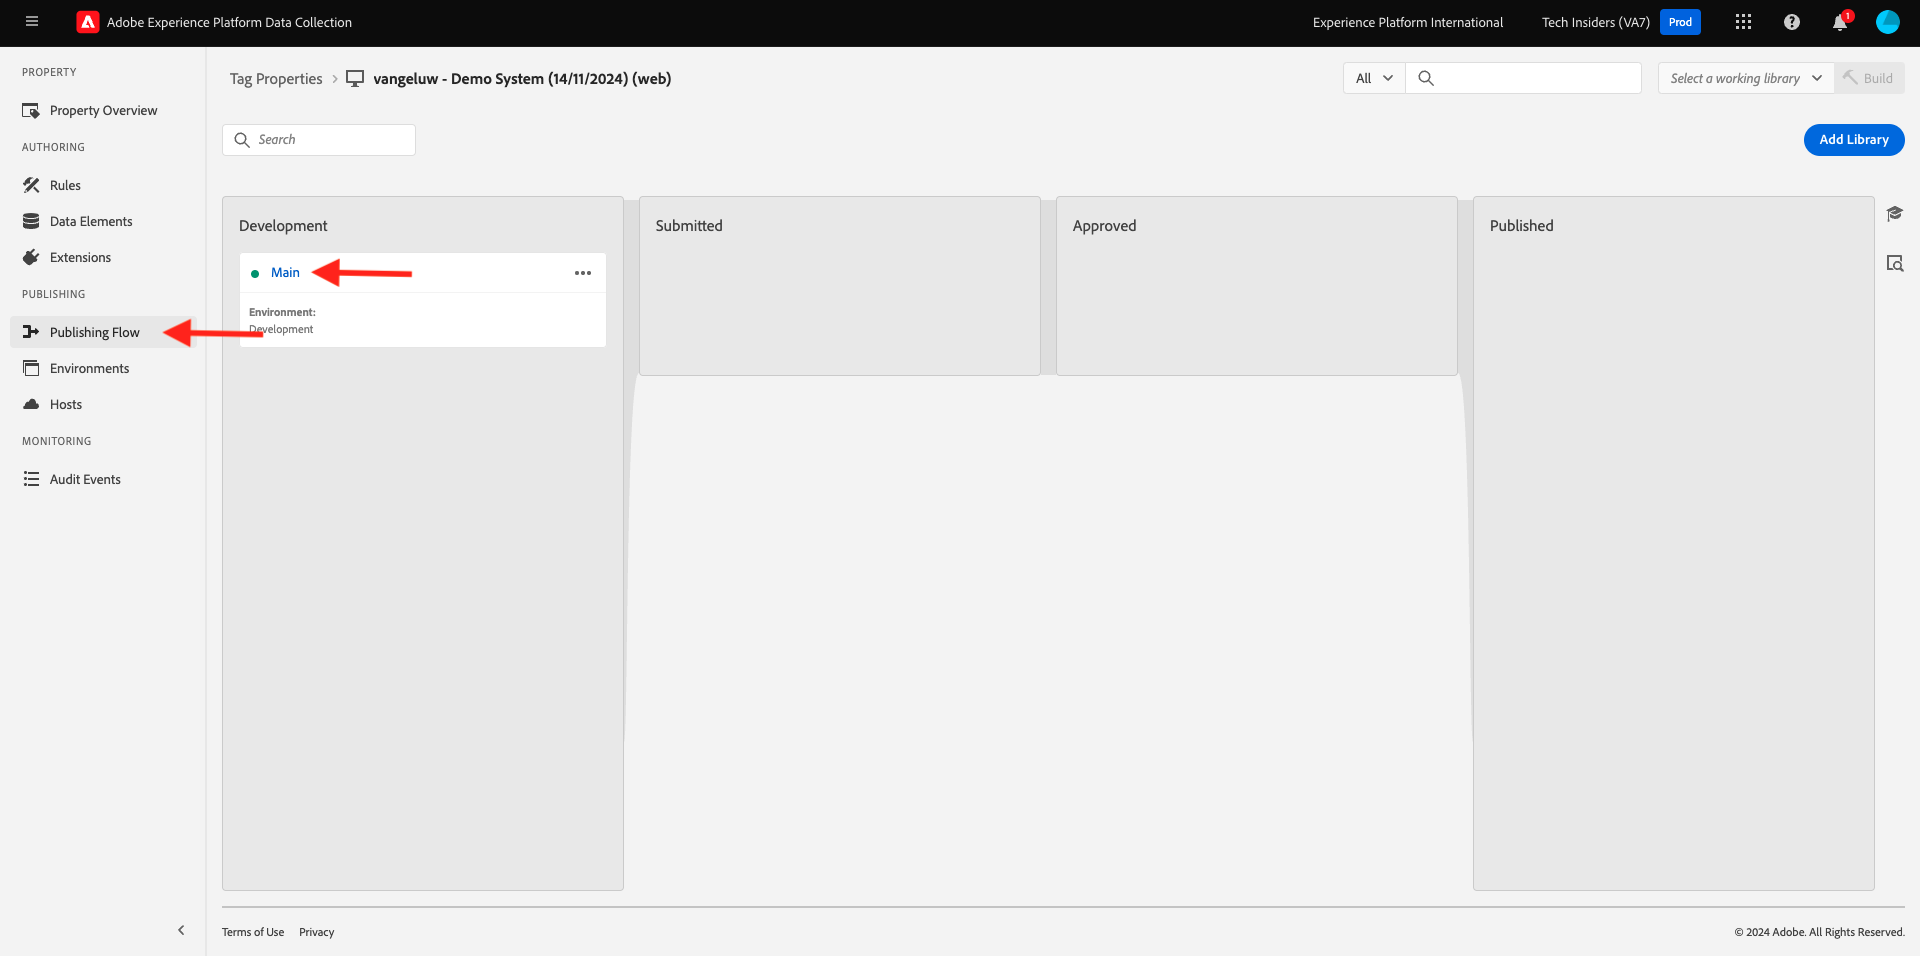 Adobe Experience Platform Data Collection
Experience Platform International
Tech Insiders (VA7)
Prod
1
PROPERTY
Property Overview
AUTHORING
Rules
Data Elements
Extensions
PUBLISHING
Publishing Flow
Environments
Hosts
MONITORING
Audit Events
Tag Properties
vangeluw - Demo System (14/11/2024) (web)
All
Select a working library
Build
Search
Add Library
Development
Main
Environment:
Development
Submitted
Approved
Published
Terms of Use
Privacy
© 2024 Adobe. All Rights Reserved.